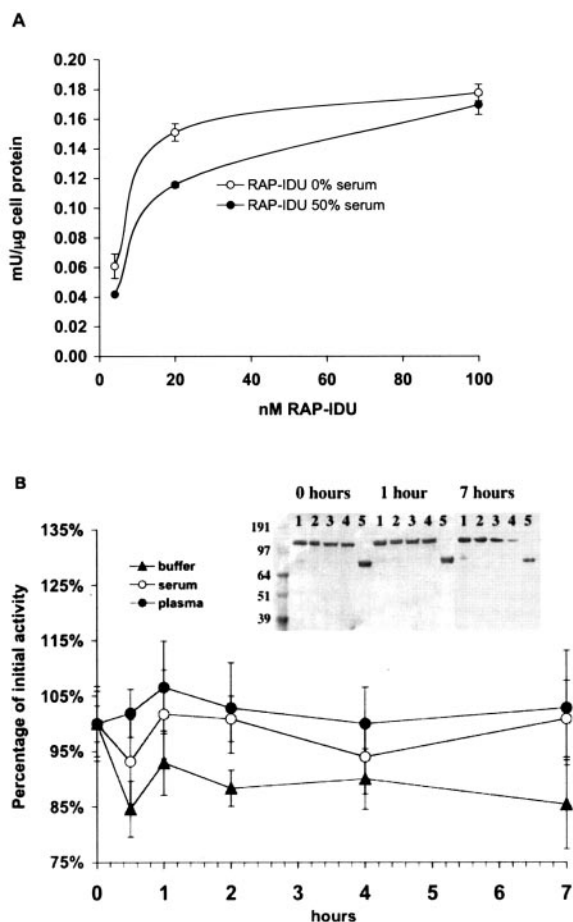 A
0.20
0.18
0.16
0.14
0.12
0.10
0.08
0.06
0.04
0.02
0.00
mU/µg cell protein
RAP-IDU 0% serum
RAP-IDU 50% serum
0 20 40 60 80 100
nM RAP-IDU
B
0 hours 1 hour 7 hours
1 2 3 4 5 1 2 3 4 5 1 2 3 4 5
191
97
64
51
39
buffer
serum
plasma
135%
125%
115%
105%
95%
85%
75%
Percentage of initial activity
0 1 2 3 4 5 6 7
hours